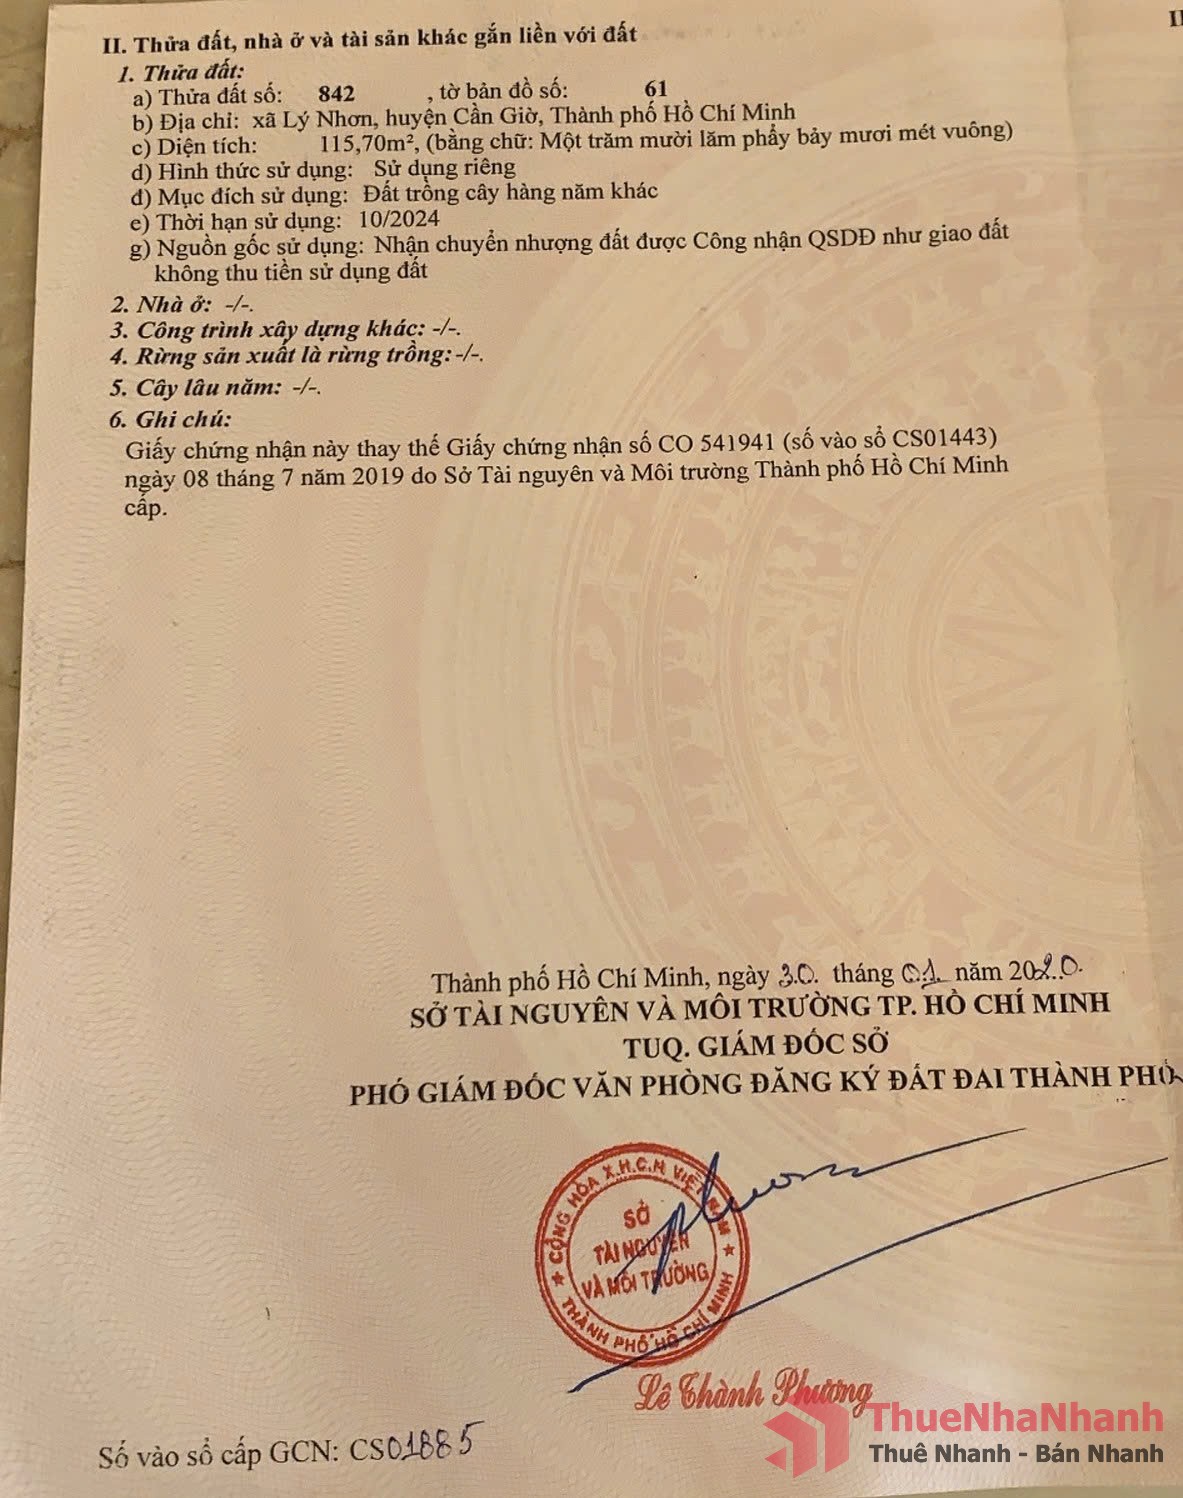 II. Thửa đất, nhà ở và tài sản khác gắn liền với đất
1. Thửa đất:
a) Thửa đất số: 842 , tờ bản đồ số: 61
b) Địa chỉ: xã Lý Nhơn, huyện Cần Giờ, Thành phố Hồ Chí Minh
c) Diện tích: 115,70m², (bằng chữ: Một trăm mười lăm phẩy bảy mươi mét vuông)
d) Hình thức sử dụng: Sử dụng riêng
đ) Mục đích sử dụng: Đất trồng cây hàng năm khác
e) Thời hạn sử dụng: 10/2024
g) Nguồn gốc sử dụng: Nhận chuyển nhượng đất được Công nhận QSDĐ như giao đất
không thu tiền sử dụng đất
2. Nhà ở: -/-.
3. Công trình xây dựng khác: -/-.
4. Rừng sản xuất là rừng trồng: -/-.
5. Cây lâu năm: -/-.
6. Ghi chú:
Giấy chứng nhận này thay thế Giấy chứng nhận số CO 541941 (số vào sổ CS01443)
ngày 08 tháng 7 năm 2019 do Sở Tài nguyên và Môi trường Thành phố Hồ Chí Minh
cấp.
Thành phố Hồ Chí Minh, ngày 30. tháng 01. năm 2020.
SỞ TÀI NGUYÊN VÀ MÔI TRƯỜNG TP. HỒ CHÍ MINH
TUQ. GIÁM ĐỐC SỞ
PHÓ GIÁM ĐỐC VĂN PHÒNG ĐĂNG KÝ ĐẤT ĐAI THÀNH PHỐ
CỘNG HÒA X.H.C.N VIỆT NAM
SỞ
TÀI NGUYÊN
VÀ MÔI TRƯỜNG
THÀNH PHỐ HỒ CHÍ MINH
Lê Thành Phương
Số vào sổ cấp GCN: CS01885
ThueNhaNhanh
Thuê Nhanh - Bán Nhanh